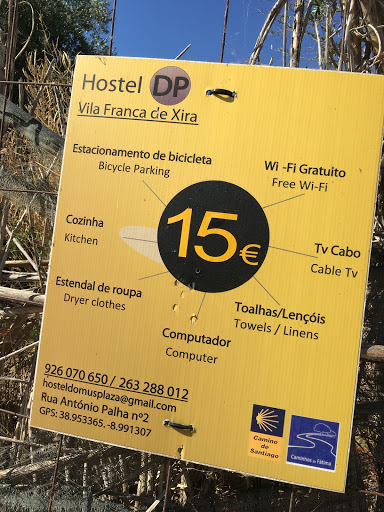 Hostel DP
Vila Franca de Xira
Estacionamento de bicicleta
Bicycle Parking
Wi -Fi Gratuito
Free Wi-Fi
Cozinha
Kitchen
15€
Tv Cabo
Cable Tv
Estendal de roupa
Dryer clothes
Toalhas/Lençóis
Towels / Linens
Computador
Computer
926 070 650 / 263 288 012
hosteldomusplaza@gmail.com
Rua António Palha nº2
GPS: 38.953365, -8.991307
Camino de
Santiago
Caminhos de Fátima